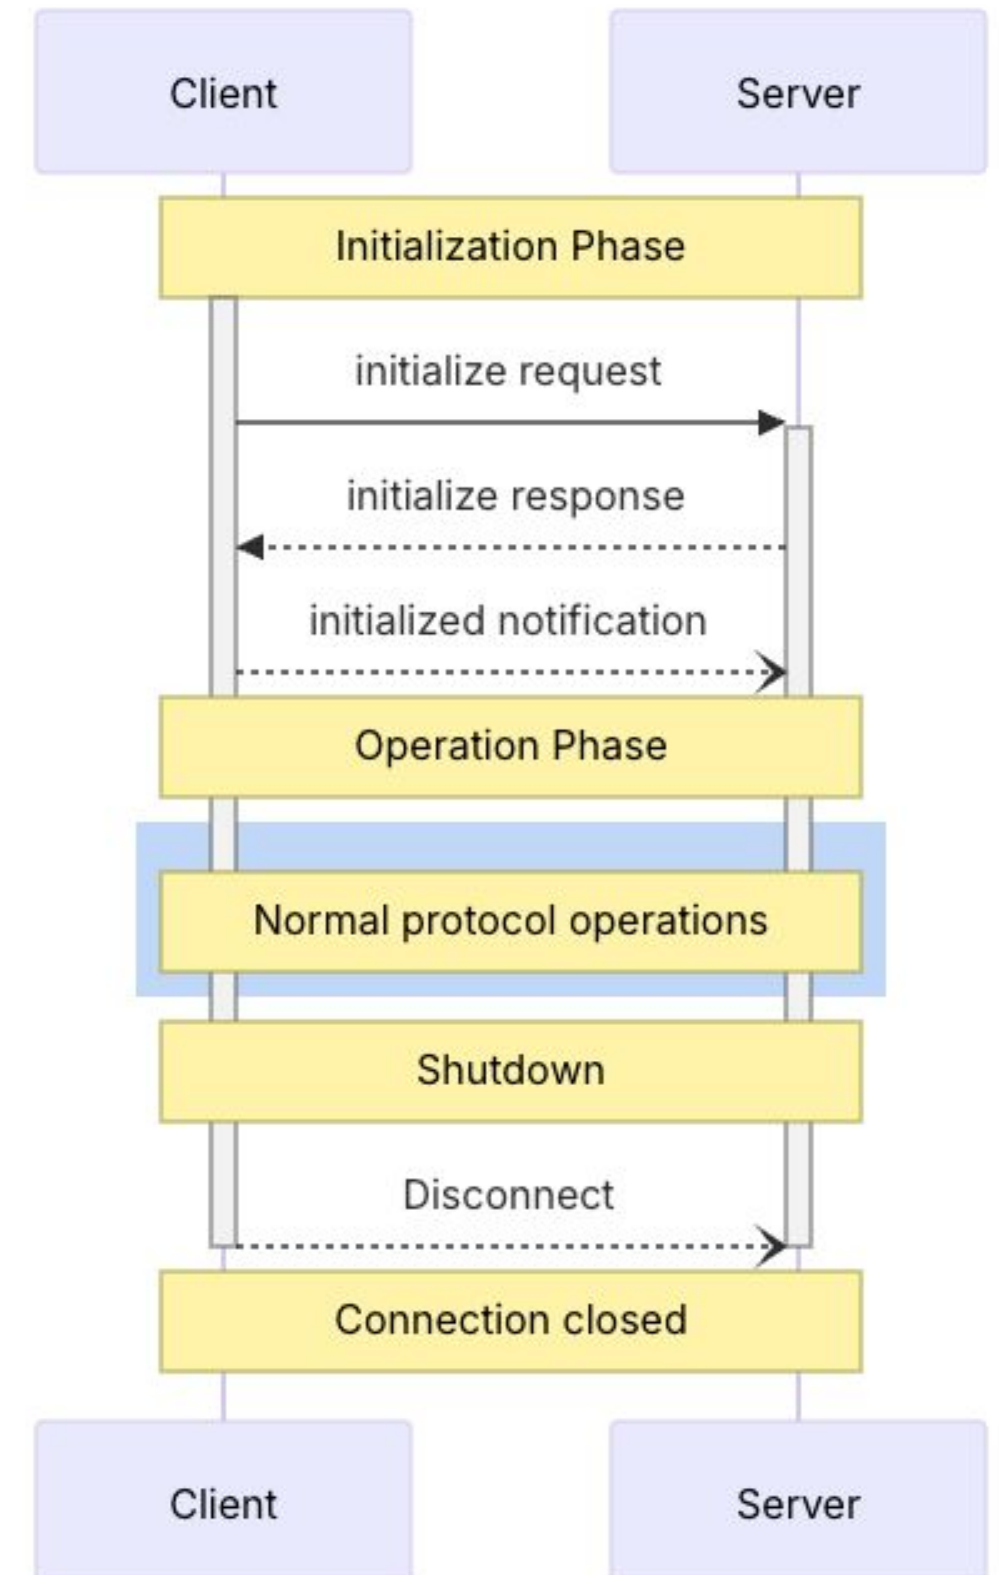 Client
Server
Initialization Phase
initialize request
initialize response
initialized notification
Operation Phase
Normal protocol operations
Shutdown
Disconnect
Connection closed
Client
Server